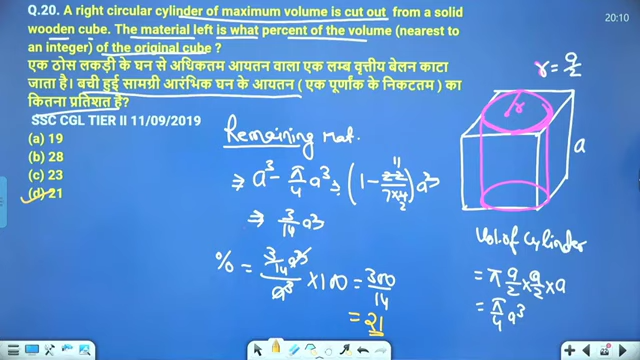 20:10
Q.20. A right circular cylinder of maximum volume is cut out from a solid
wooden cube. The material left is what percent of the volume (nearest to
an integer) of the original cube ?
एक ठोस लकड़ी के घन से अधिकतम आयतन वाला एक लम्ब वृत्तीय बेलन काटा
जाता है। बची हुई सामग्री आरंभिक घन के आयतन ( एक पूर्णांक के निकटतम ) का
कितना प्रतिशत है?
SSC CGL TIER II 11/09/2019
(a) 19
(b) 28
(c) 23
(d) 21
r = a/2
r
a
Remaining mat.
⇒ a³ - π/4 a³ ⇒ (1 - 22/7×4) a³
11
2
⇒ 3/14 a³
% = 3/14 a³ / a³ × 100 = 300/14
= 21
Vol. of cylinder
= π a/2 × a/2 × a
= π/4 a³